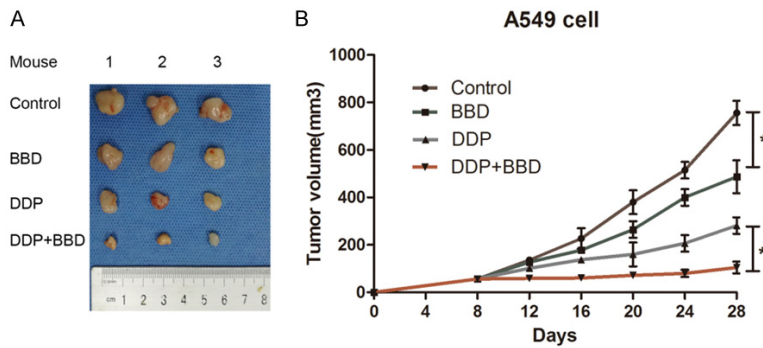 A
Mouse 1 2 3
Control
BBD
DDP
DDP+BBD
cm 1 2 3 4 5 6 7 8
B
A549 cell
Tumor volume(mm3)
1000
800
600
400
200
0
Control
BBD
DDP
DDP+BBD
*
*
0 4 8 12 16 20 24 28
Days